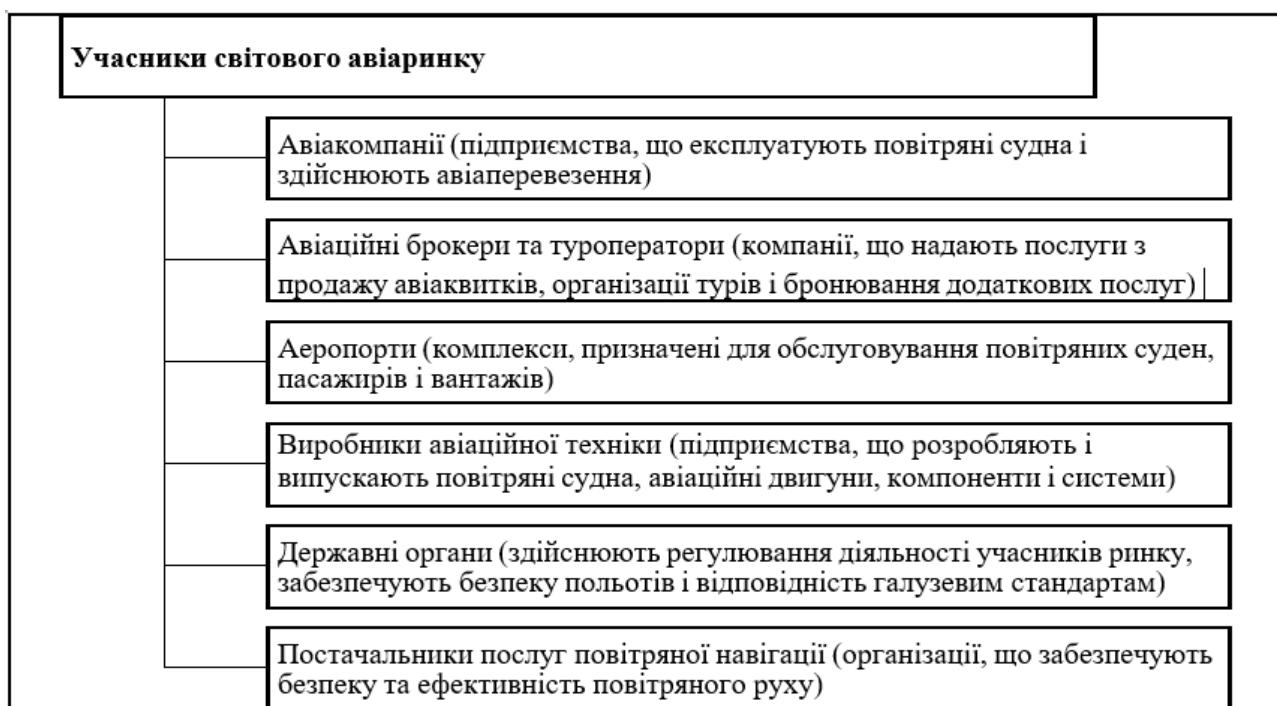 Учасники світового авіаринку
Авіакомпанії (підприємства, що експлуатують повітряні судна і
здійснюють авіаперевезення)
Авіаційні брокери та туроператори (компанії, що надають послуги з
продажу авіаквитків, організації турів і бронювання додаткових послуг)
Аеропорти (комплекси, призначені для обслуговування повітряних суден,
пасажирів і вантажів)
Виробники авіаційної техніки (підприємства, що розробляють і
випускають повітряні судна, авіаційні двигуни, компоненти і системи)
Державні органи (здійснюють регулювання діяльності учасників ринку,
забезпечують безпеку польотів і відповідність галузевим стандартам)
Постачальники послуг повітряної навігації (організації, що забезпечують
безпеку та ефективність повітряного руху)